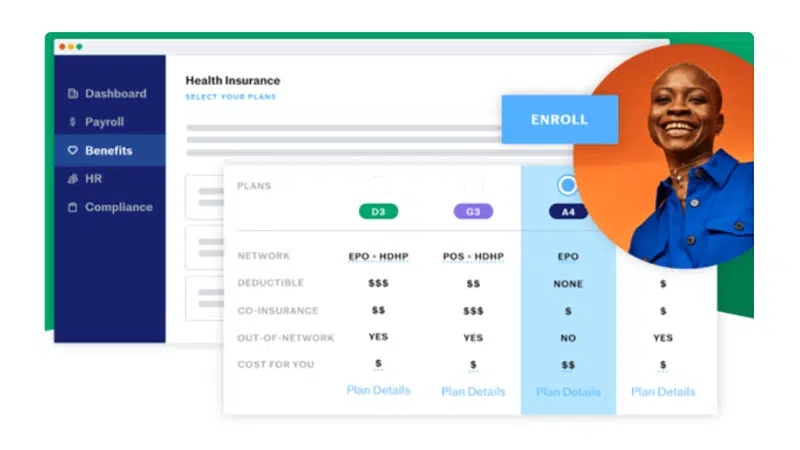 Health Insurance
SELECT YOUR PLANS
Dashboard
Payroll
Benefits
HR
Compliance
ENROLL
PLANS
D3 G3 A4
NETWORK EPO + HDHP POS + HDHP EPO
DEDUCTIBLE $$$ $$ NONE $
CO-INSURANCE $$ $$$ $ $
OUT-OF-NETWORK YES YES NO YES
COST FOR YOU $ $ $$ $
Plan Details Plan Details Plan Details Plan Details